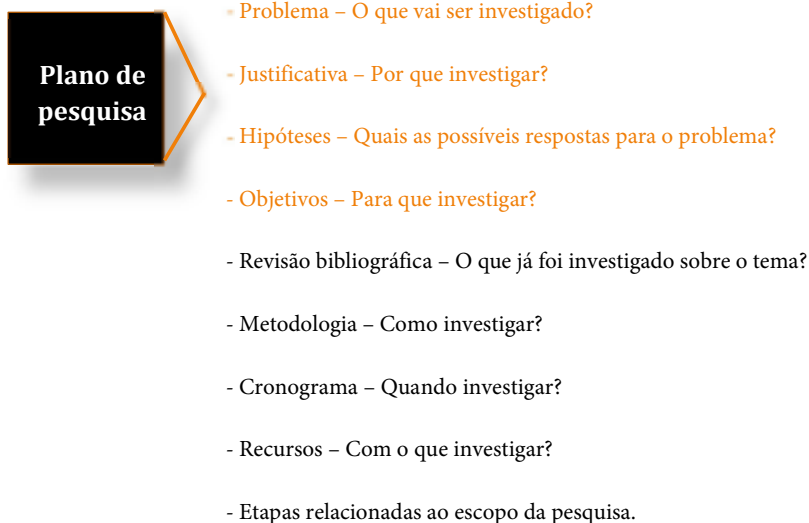 Plano de
pesquisa
- Problema – O que vai ser investigado?
- Justificativa – Por que investigar?
- Hipóteses – Quais as possíveis respostas para o problema?
- Objetivos – Para que investigar?
- Revisão bibliográfica – O que já foi investigado sobre o tema?
- Metodologia – Como investigar?
- Cronograma – Quando investigar?
- Recursos – Com o que investigar?
- Etapas relacionadas ao escopo da pesquisa.